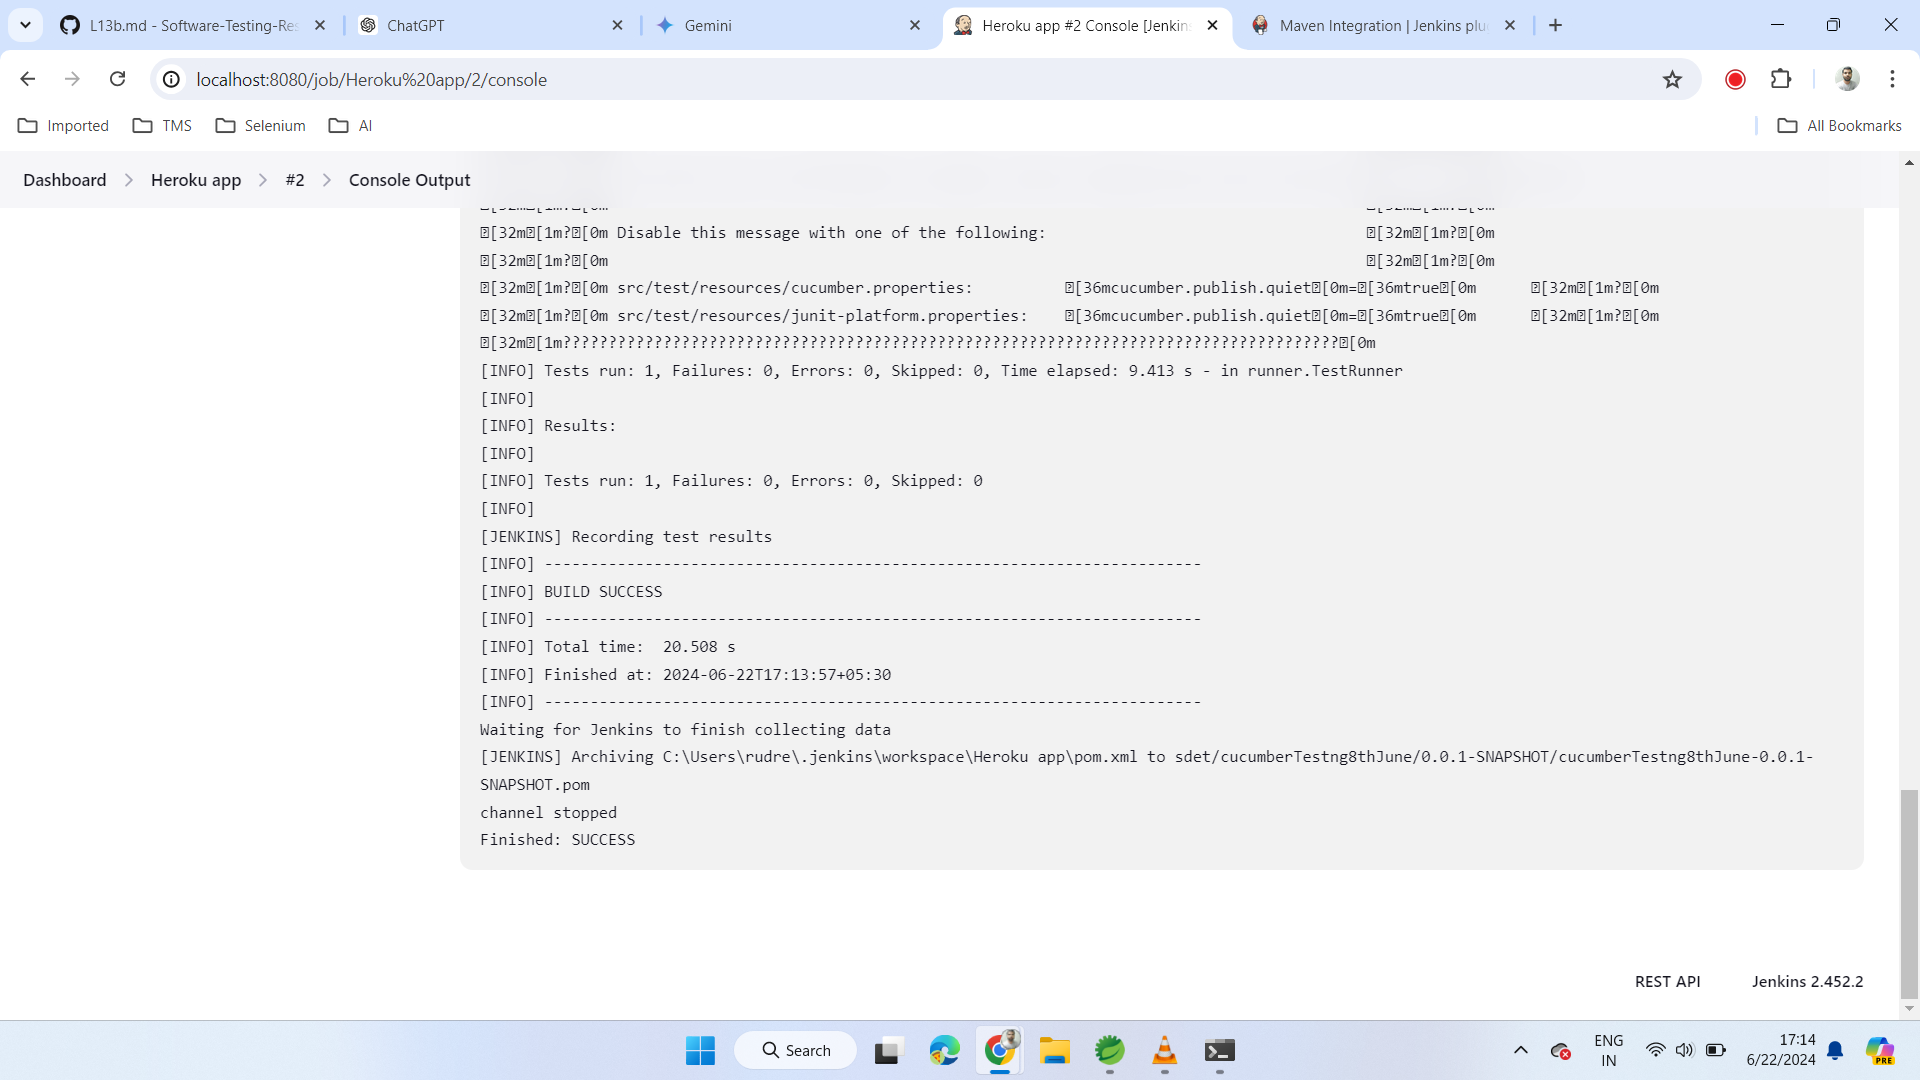 L13b.md - Software-Testing-Res
ChatGPT
Gemini
Heroku app #2 Console [Jenkins
Maven Integration | Jenkins plu
localhost:8080/job/Heroku%20app/2/console
Imported
TMS
Selenium
AI
All Bookmarks
Dashboard > Heroku app > #2 > Console Output
[32m[1m?[0m [32m[1m?[0m
[32m[1m?[0m Disable this message with one of the following: [32m[1m?[0m
[32m[1m?[0m [32m[1m?[0m
[32m[1m?[0m src/test/resources/cucumber.properties: [36mcucumber.publish.quiet[0m=[36mtrue[0m [32m[1m?[0m
[32m[1m?[0m src/test/resources/junit-platform.properties: [36mcucumber.publish.quiet[0m=[36mtrue[0m [32m[1m?[0m
[32m[1m?????????????????????????????????????????????????????????????????????????????????????[0m
[INFO] Tests run: 1, Failures: 0, Errors: 0, Skipped: 0, Time elapsed: 9.413 s - in runner.TestRunner
[INFO]
[INFO] Results:
[INFO]
[INFO] Tests run: 1, Failures: 0, Errors: 0, Skipped: 0
[INFO]
[JENKINS] Recording test results
[INFO] ------------------------------------------------------------------------
[INFO] BUILD SUCCESS
[INFO] ------------------------------------------------------------------------
[INFO] Total time:  20.508 s
[INFO] Finished at: 2024-06-22T17:13:57+05:30
[INFO] ------------------------------------------------------------------------
Waiting for Jenkins to finish collecting data
[JENKINS] Archiving C:\Users\rudre\.jenkins\workspace\Heroku app\pom.xml to sdet/cucumberTestng8thJune/0.0.1-SNAPSHOT/cucumberTestng8thJune-0.0.1-
SNAPSHOT.pom
channel stopped
Finished: SUCCESS
REST API
Jenkins 2.452.2
Search
ENG
IN
17:14
6/22/2024
PRE